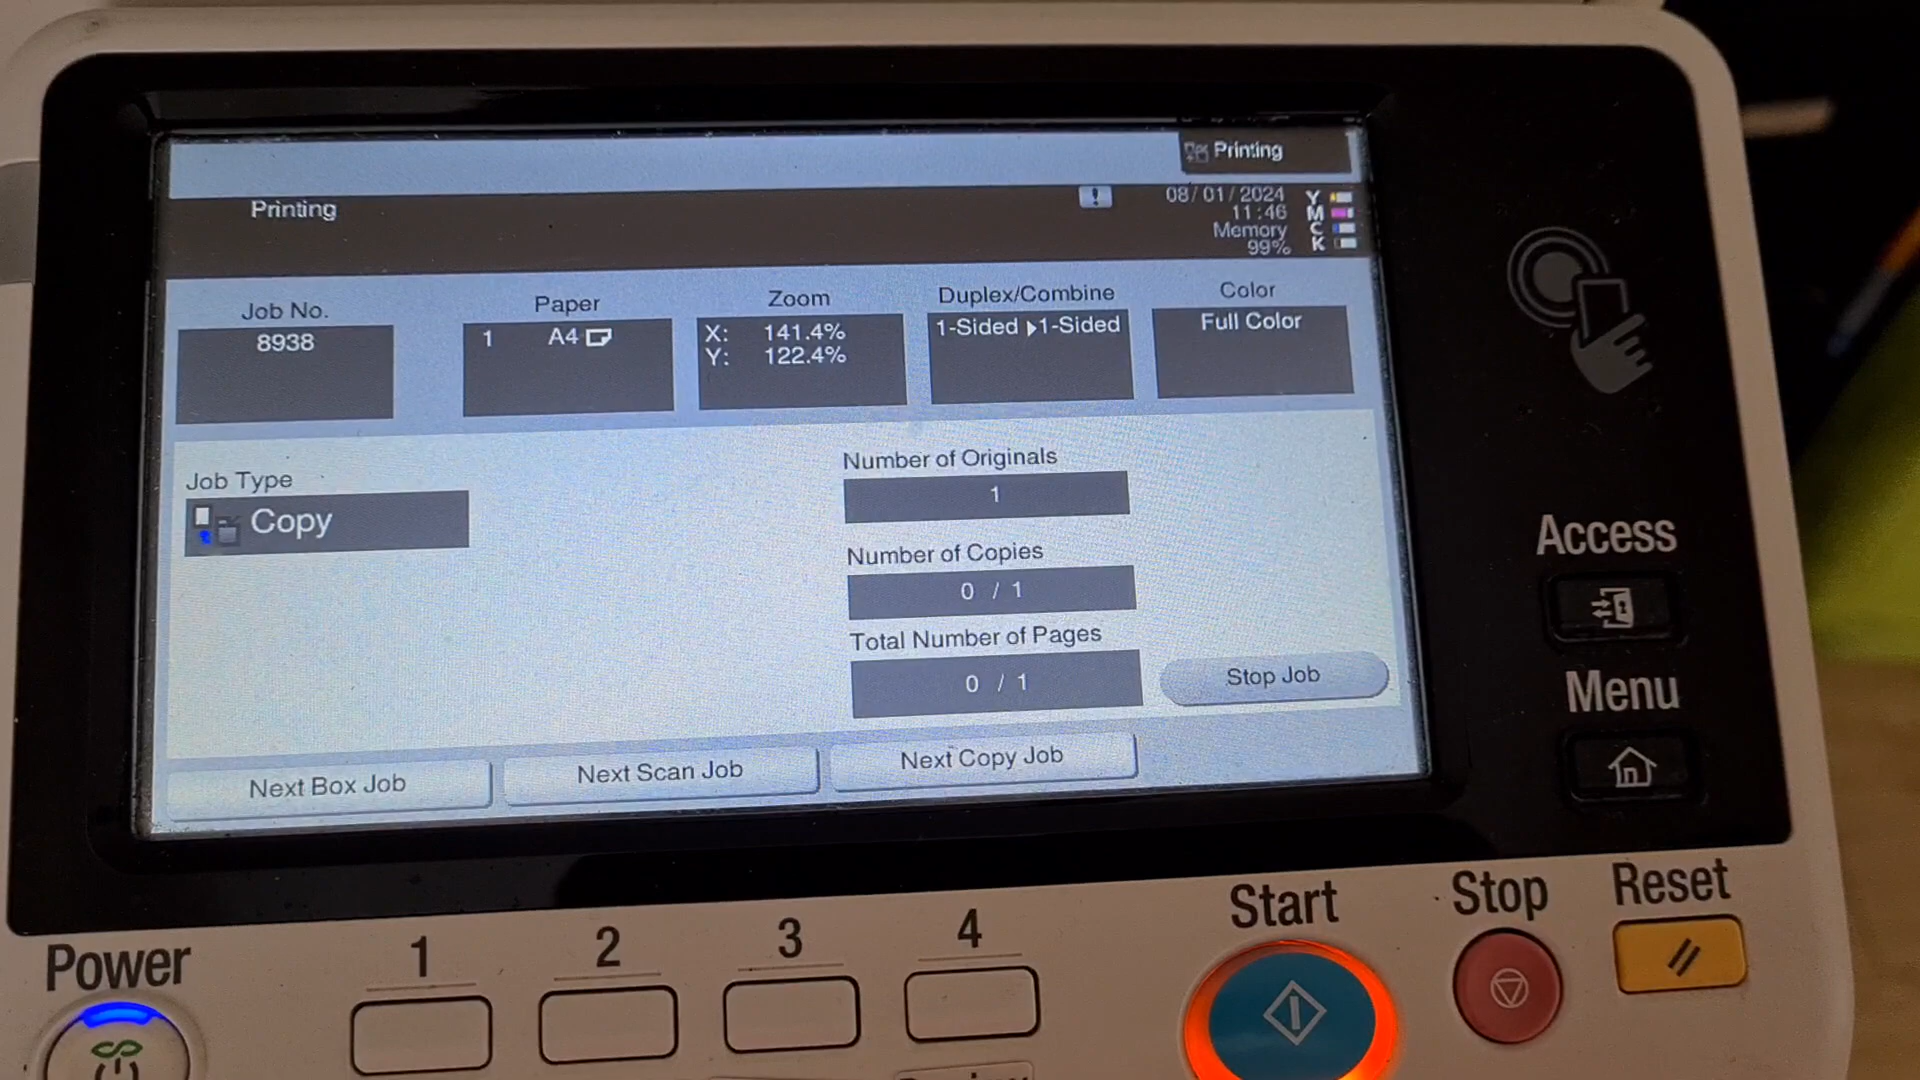 Printing
Printing
!
08/01/2024
11:46
Memory
99%
Y
M
C
K
Job No.
8938
Paper
1 A4
Zoom
X: 141.4%
Y: 122.4%
Duplex/Combine
1-Sided ▶1-Sided
Color
Full Color
Job Type
Copy
Number of Originals
1
Number of Copies
0 / 1
Total Number of Pages
0 / 1
Stop Job
Next Box Job
Next Scan Job
Next Copy Job
Access
Menu
Power
1
2
3
4
Start
Stop
Reset